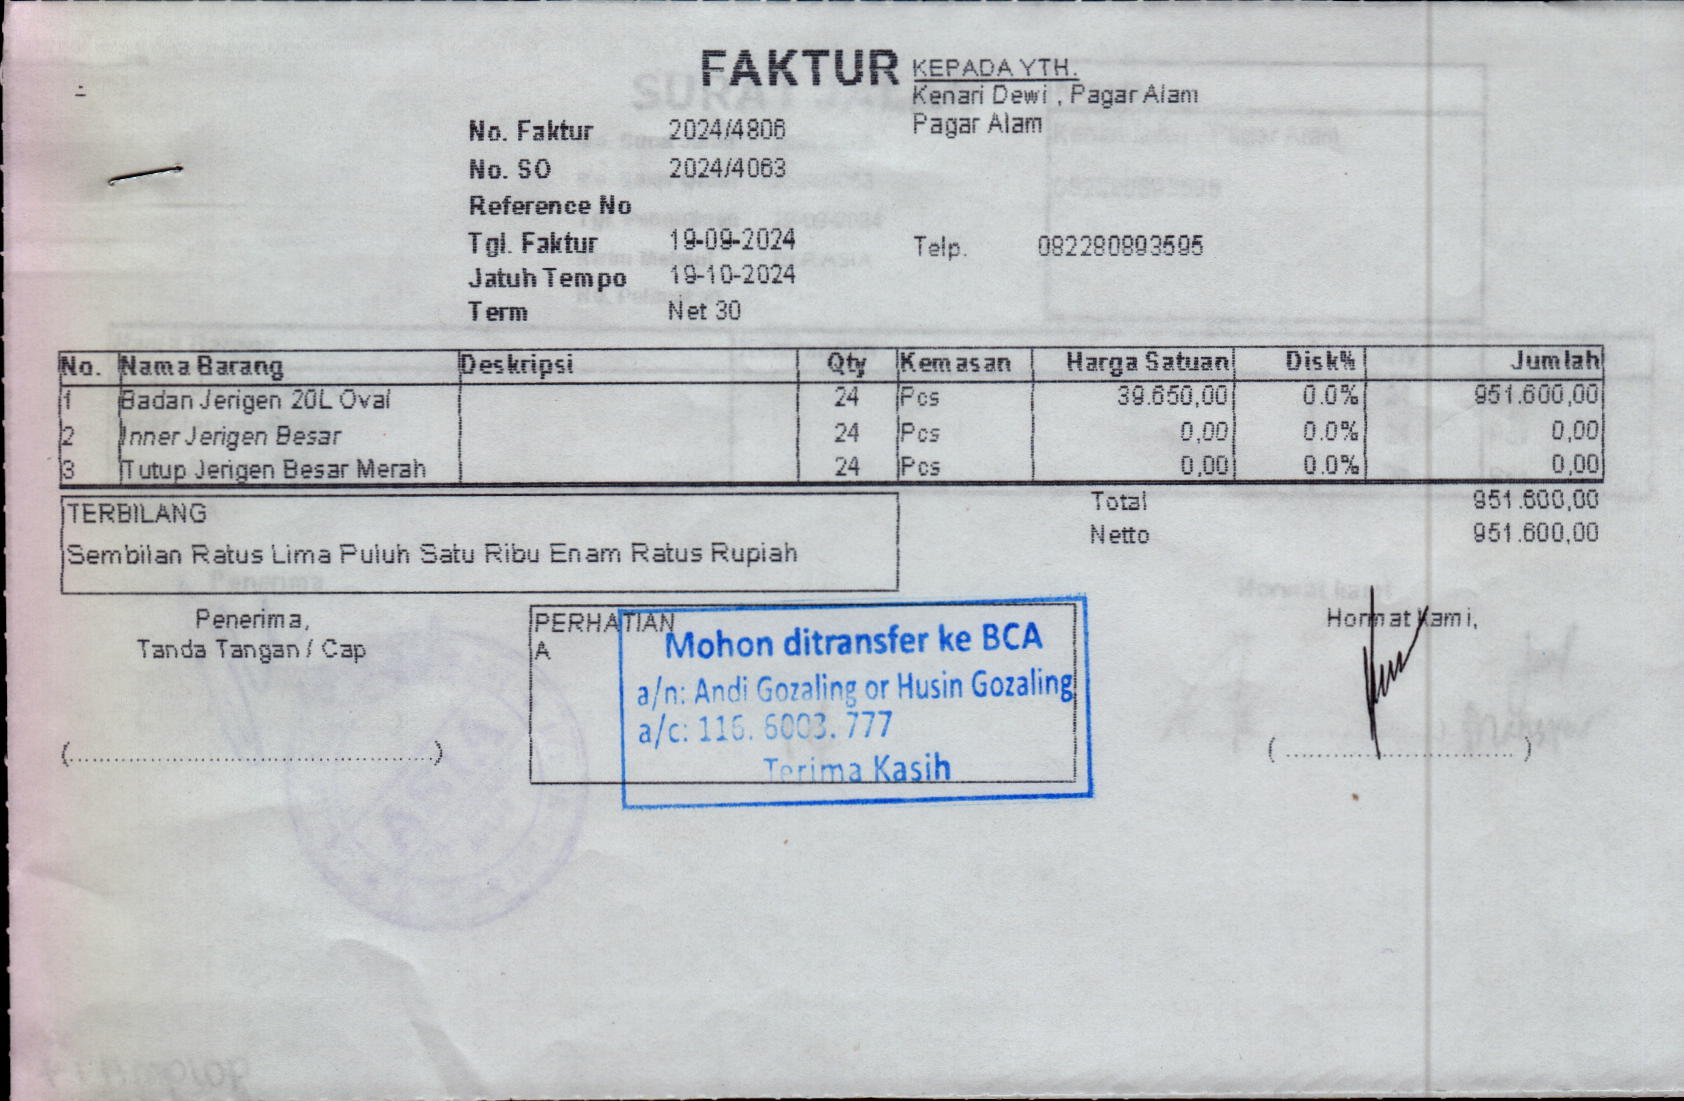 FAKTUR
KEPADA YTH.
Kenari Dewi , Pagar Alam
Pagar Alam
No. Faktur 2024/4806
No. SO 2024/4063
Reference No
Tgl. Faktur 19-09-2024
Telp. 082280893595
Jatuh Tempo 19-10-2024
Term Net 30
No. Nama Barang Deskripsi Qty Kemasan Harga Satuan Disk% Jumlah
1 Badan Jerigen 20L Oval 24 Pcs 39.650,00 0.0% 951.600,00
2 Inner Jerigen Besar 24 Pcs 0,00 0.0% 0,00
3 Tutup Jerigen Besar Merah 24 Pcs 0,00 0.0% 0,00
Total 951.600,00
Netto 951.600,00
TERBILANG
Sembilan Ratus Lima Puluh Satu Ribu Enam Ratus Rupiah
Penerima,
Tanda Tangan / Cap
(..........................................)
PERHATIAN
A
Mohon ditransfer ke BCA
a/n: Andi Gozaling or Husin Gozaling
a/c: 116. 6003. 777
Terima Kasih
Hormat Kami,
( .............................. )